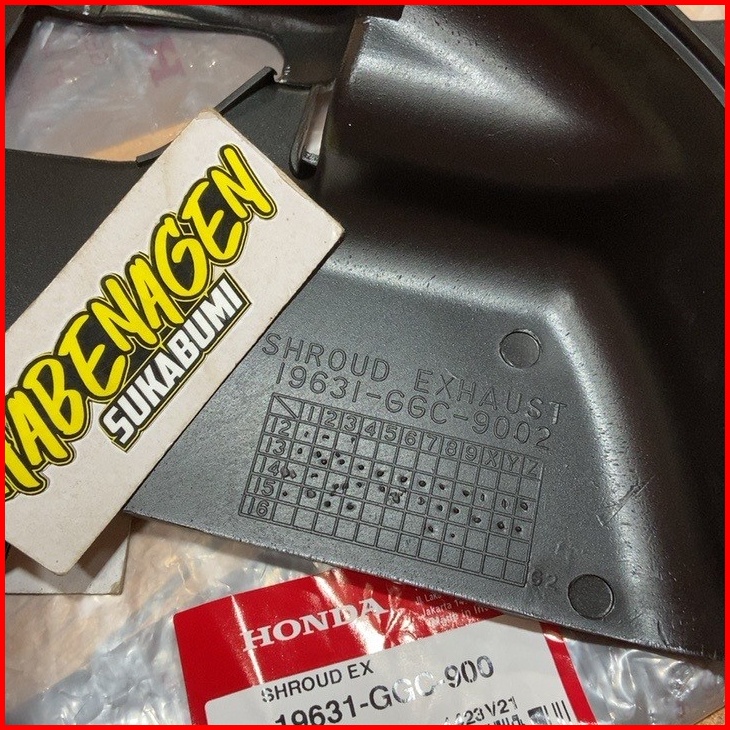 ABENAGEN
SUKABUMI
SHROUD EXHAUST
19631-GGC-9002
1 2 3 4 5 6 7 8 9 X Y Z
12
13
14
15
16
62
HONDA
SHROUD EX
19631-GGC-900